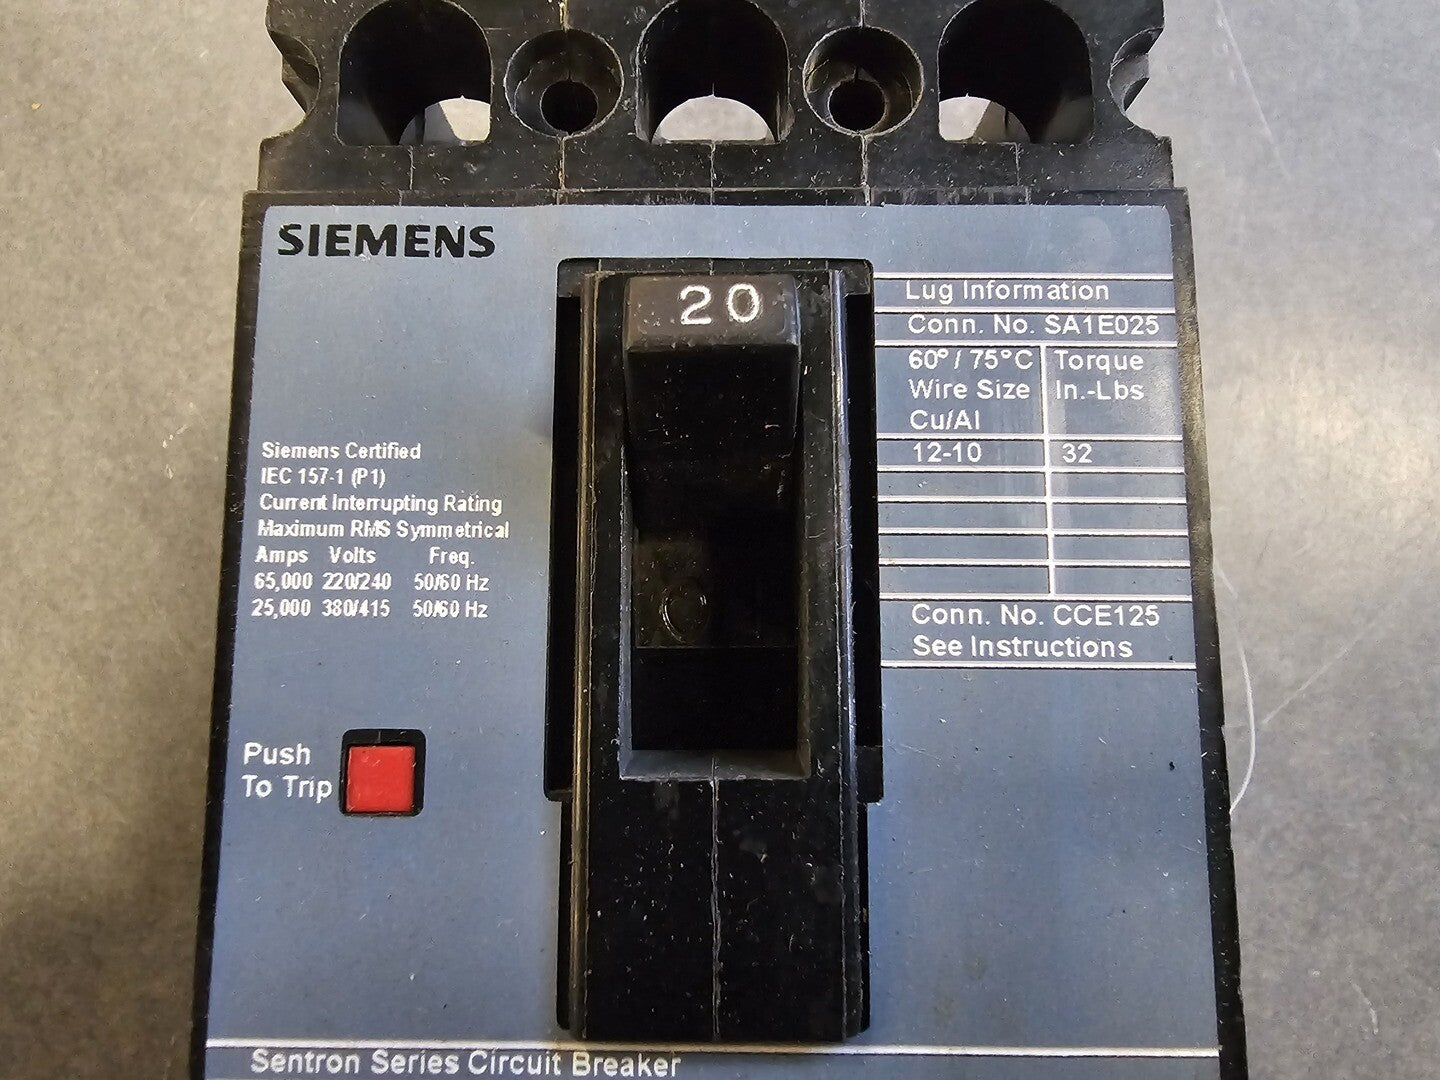 SIEMENS
20
Lug Information
Conn. No. SA1E025
60°/75°C Torque
Wire Size In.-Lbs
Cu/Al
12-10 32
Conn. No. CCE125
See Instructions
Siemens Certified
IEC 157-1 (P1)
Current Interrupting Rating
Maximum RMS Symmetrical
Amps Volts Freq.
65,000 220/240 50/60 Hz
25,000 380/415 50/60 Hz
Push
To Trip
Sentron Series Circuit Breaker